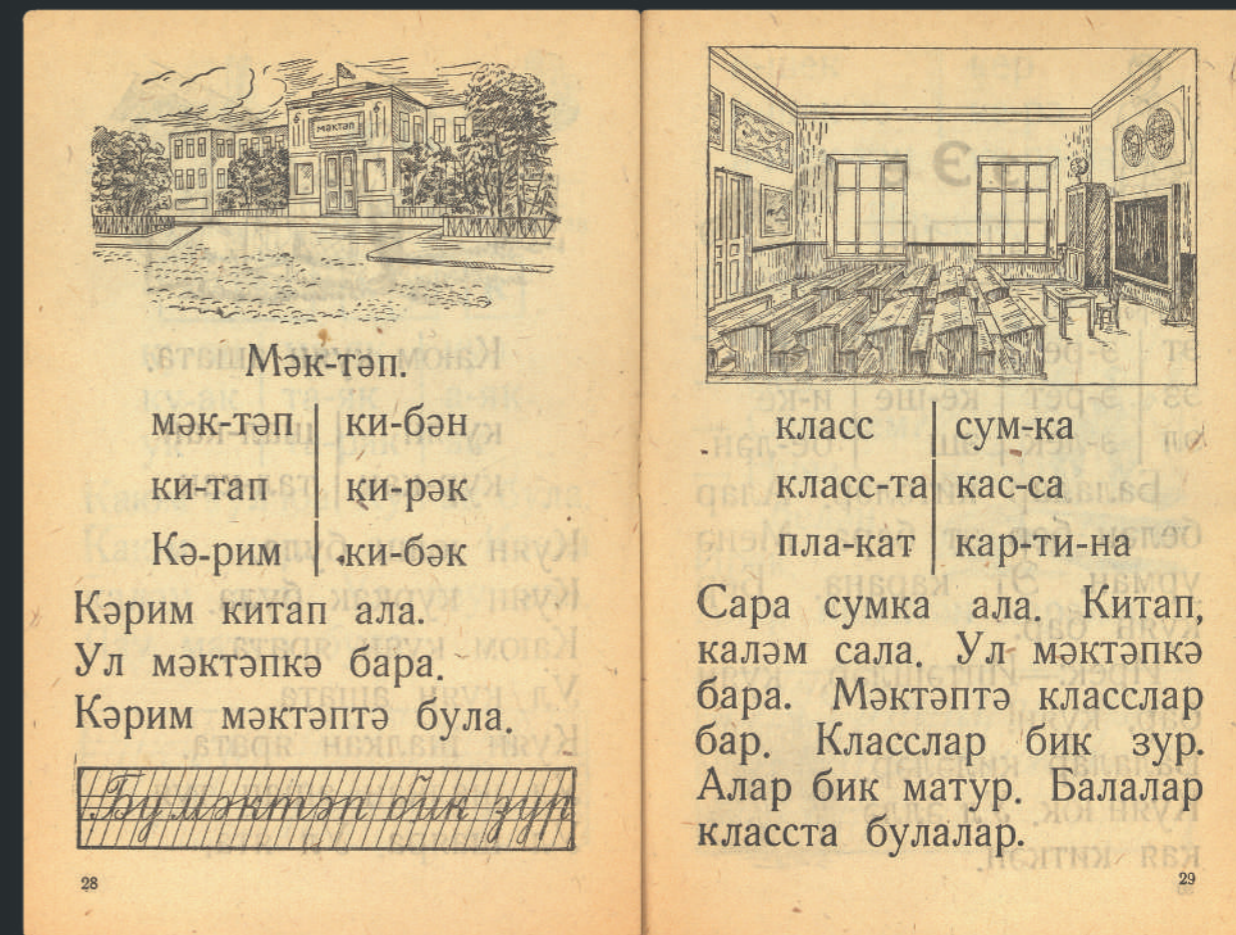 мәктәп
Мәк-тәп.
мәк-тәп | ки-бән
ки-тап | ки-рәк
Кә-рим | ки-бәк
Кәрим китап ала.
Ул мәктәпкә бара.
Кәрим мәктәптә була.
Бу мәктәп бик зур
28
класс | сум-ка
класс-та | кас-са
пла-кат | кар-ти-на
Сара сумка ала. Китап,
каләм сала. Ул мәктәпкә
бара. Мәктәптә класслар
бар. Класслар бик зур.
Алар бик матур. Балалар
класста булалар.
29